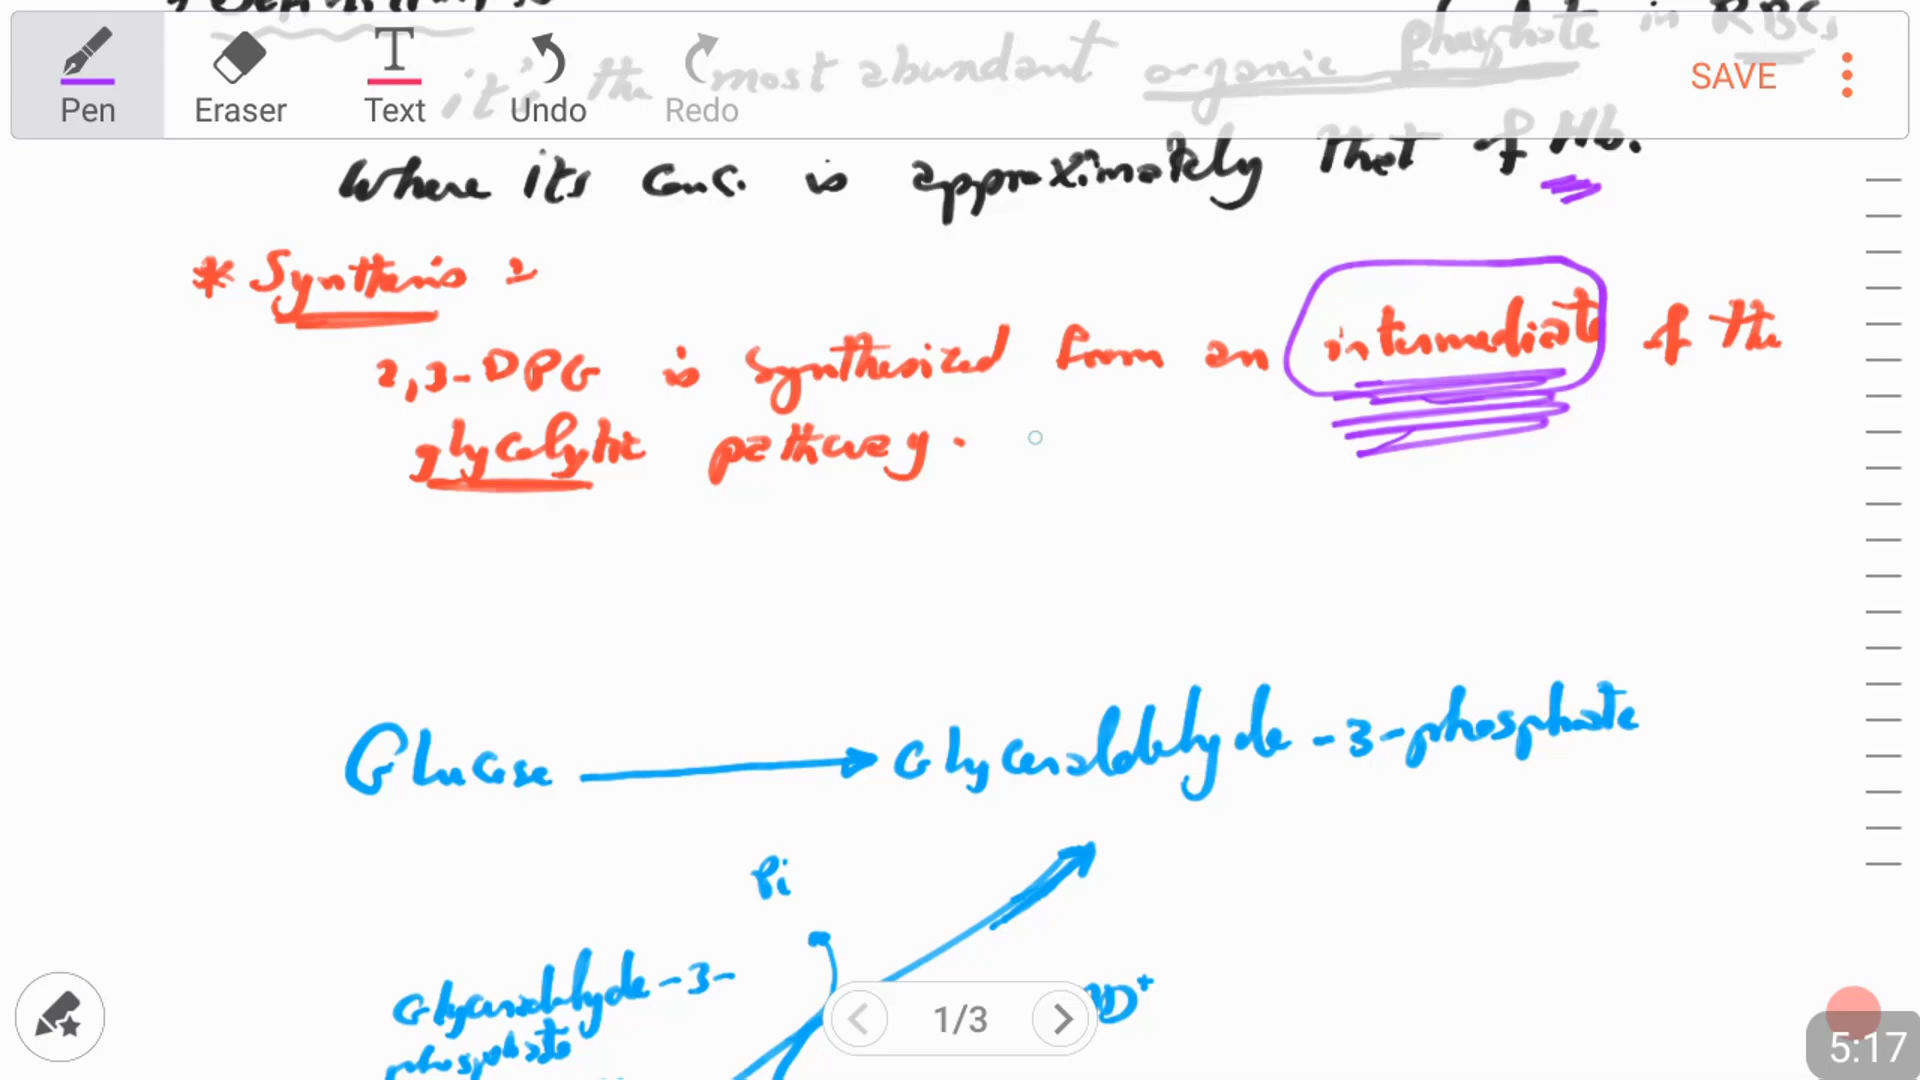 it's the most abundant organic phosphate in RBCs
Pen
Eraser
Text
Undo
Redo
SAVE
Where its conc. is approximately that of Hb.
* Synthesis :
2,3-DPG is synthesized from an intermediate of the
glycolytic pathway.
Glucose → Glyceraldehyde-3-phosphate
Pi
Glyceraldehyde-3-
phosphate
D+
1/3
5:17